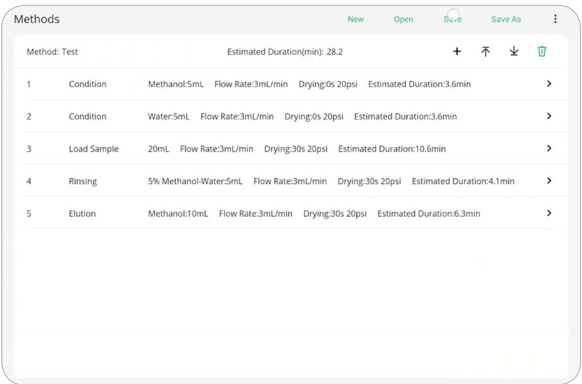 Methods New Open Save Save As
Method: Test Estimated Duration(min): 28.2
1 Condition Methanol:5mL Flow Rate:3mL/min Drying:0s 20psi Estimated Duration:3.6min
2 Condition Water:5mL Flow Rate:3mL/min Drying:0s 20psi Estimated Duration:3.6min
3 Load Sample 20mL Flow Rate:3mL/min Drying:30s 20psi Estimated Duration:10.6min
4 Rinsing 5% Methanol-Water:5mL Flow Rate:3mL/min Drying:30s 20psi Estimated Duration:4.1min
5 Elution Methanol:10mL Flow Rate:3mL/min Drying:30s 20psi Estimated Duration:6.3min